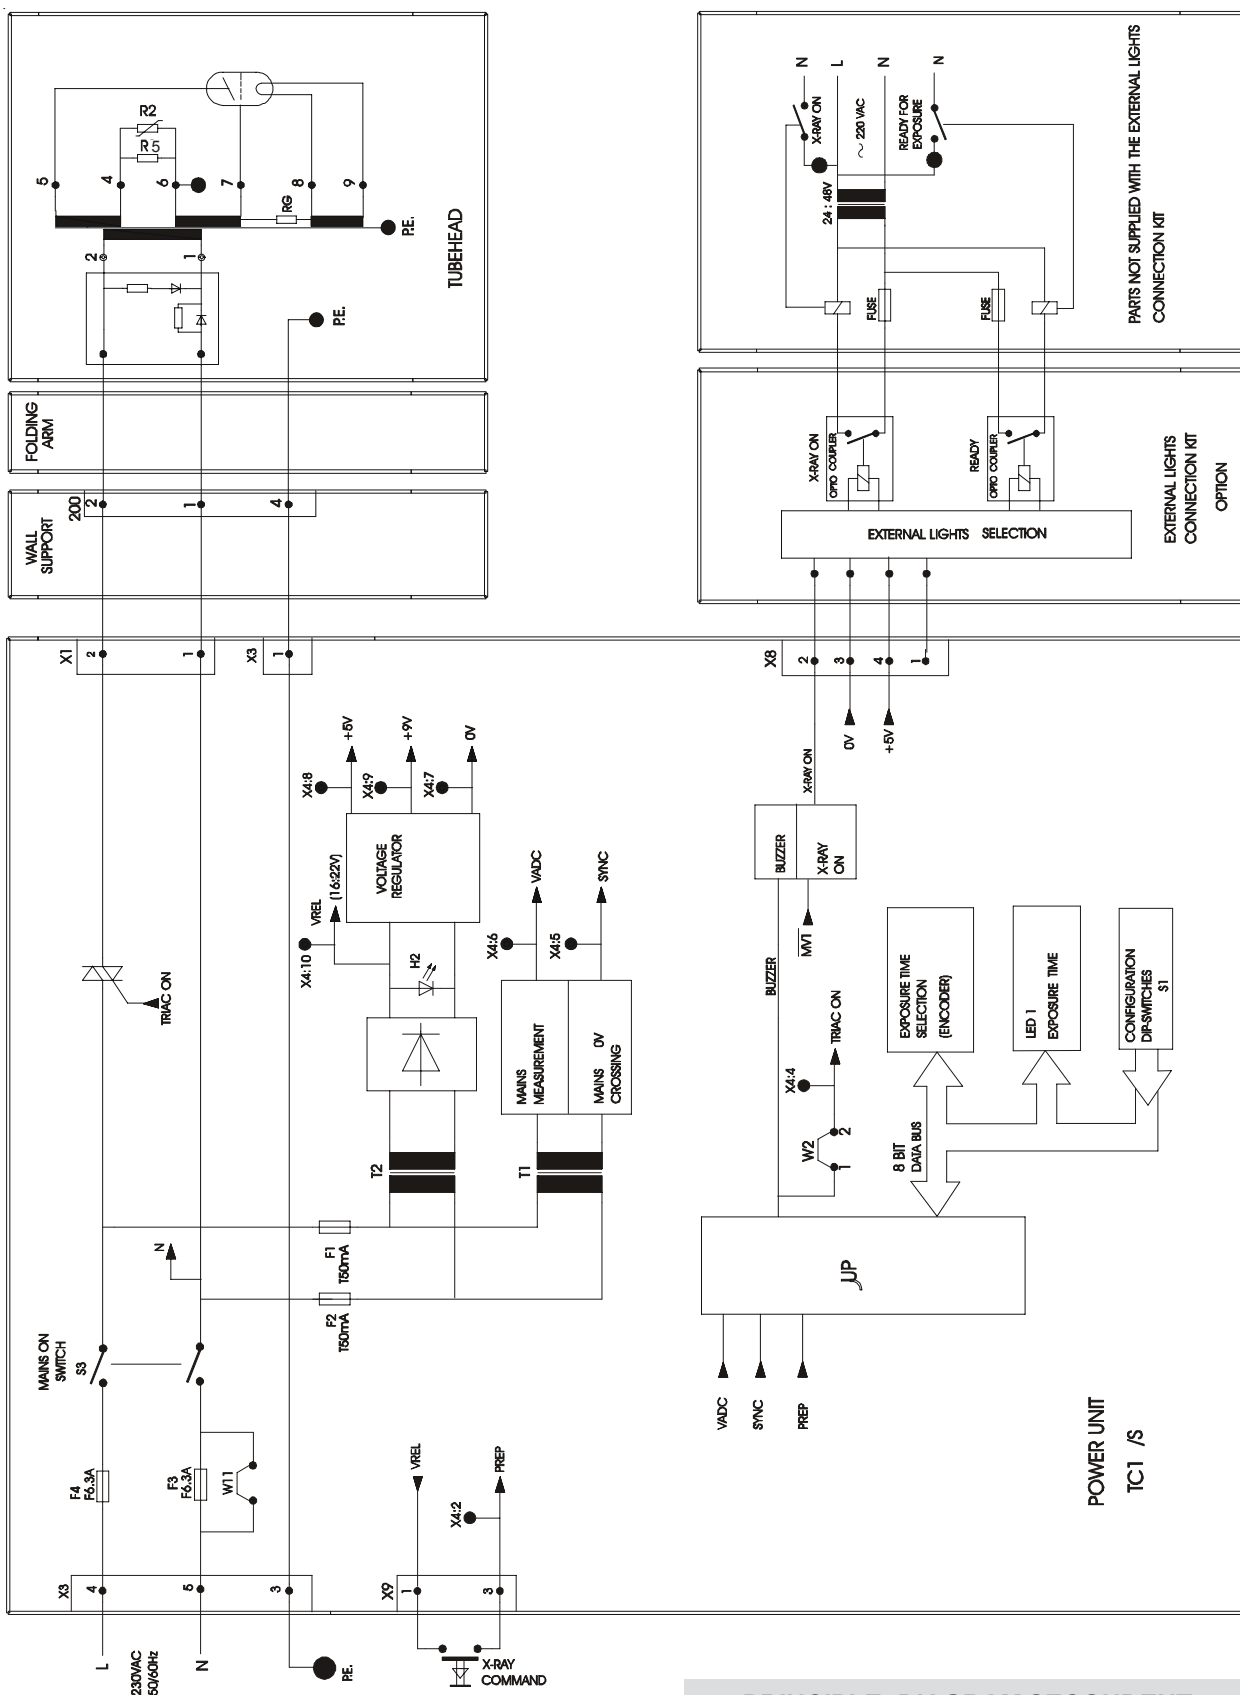 R2
R5
5
4
6
7
8
9
RG
P.E.
2
1
P.E.
TUBEHEAD
FOLDING
ARM
WALL
SUPPORT
200
2
1
4
N
L
N
N
X-RAY ON
~ 220 VAC
READY FOR
EXPOSURE
24 : 48V
FUSE
FUSE
PARTS NOT SUPPLIED WITH THE EXTERNAL LIGHTS
CONNECTION KIT
X-RAY ON
OPTO COUPLER
READY
OPTO COUPLER
EXTERNAL LIGHTS SELECTION
EXTERNAL LIGHTS
CONNECTION KIT
OPTION
X1
2
1
X3
1
X8
2
3
4
1
0V
+5V
X-RAY ON
TRIAC ON
X4:8
+5V
X4:9
+9V
X4:7
0V
VOLTAGE
REGULATOR
VREL
(16:22V)
X4:10
H2
X4:6
VADC
X4:5
SYNC
MAINS
MEASUREMENT
MAINS 0V
CROSSING
T2
T1
BUZZER
X-RAY
ON
MV1
BUZZER
X4:4
TRIAC ON
W2
1
2
EXPOSURE TIME
SELECTION
(ENCODER)
LED 1
EXPOSURE TIME
CONFIGURATION
DIP-SWITCHES
S1
8 BIT
DATA BUS
N
F1
T50mA
F2
T50mA
MAINS ON
SWITCH
S3
F4
F6.3A
F3
F6.3A
W11
µP
VADC
SYNC
PREP
VREL
PREP
X4:2
POWER UNIT
TC1 /S
X3
4
5
3
X9
1
3
L
230VAC
50/60Hz
N
P.E.
X-RAY
COMMAND